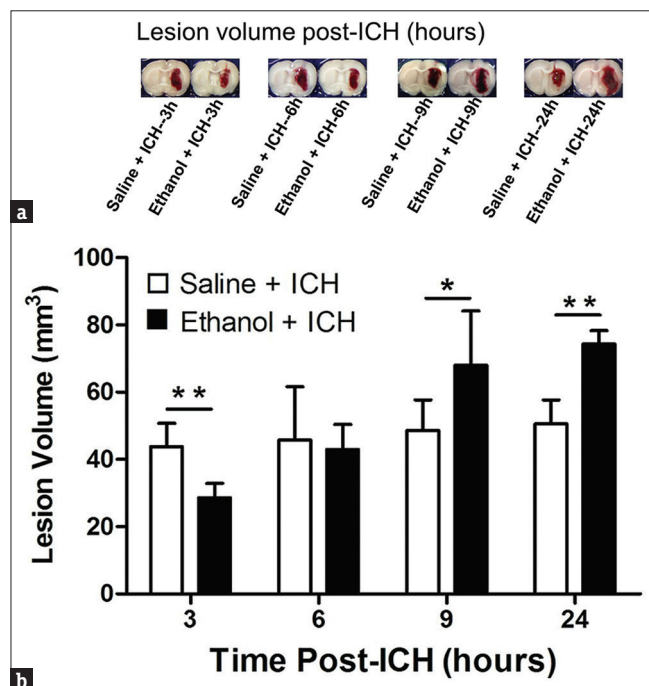 Lesion volume post-ICH (hours)
Saline + ICH--3h
Ethanol + ICH-3h
Saline + ICH--6h
Ethanol + ICH-6h
Saline + ICH--9h
Ethanol + ICH-9h
Saline + ICH--24h
Ethanol + ICH-24h
a
100
80
60
40
20
0
Lesion Volume (mm³)
Saline + ICH
Ethanol + ICH
**
*
**
3 6 9 24
Time Post-ICH (hours)
b